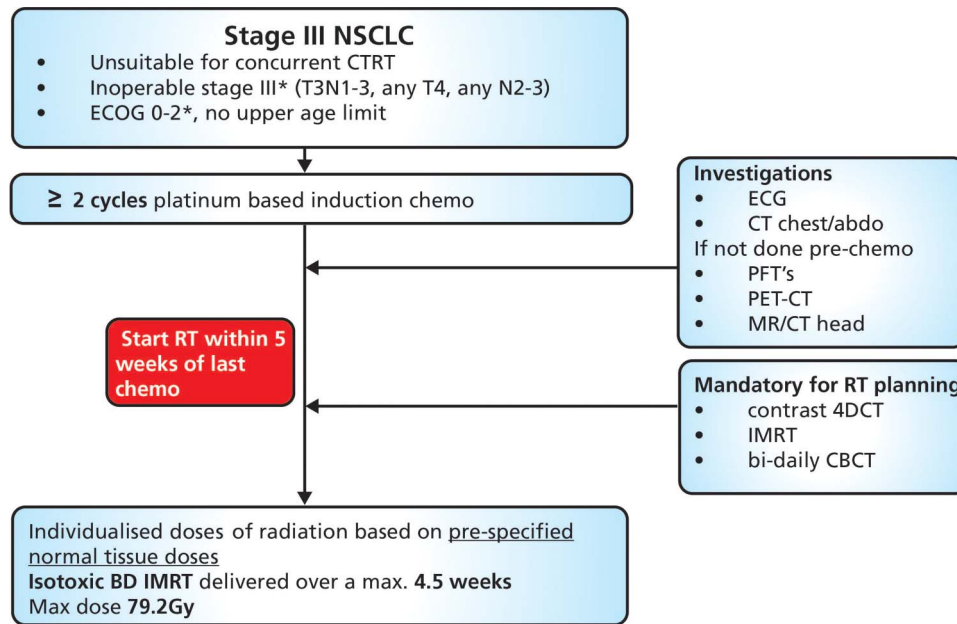 Stage III NSCLC
• Unsuitable for concurrent CTRT
• Inoperable stage III* (T3N1-3, any T4, any N2-3)
• ECOG 0-2*, no upper age limit
≥ 2 cycles platinum based induction chemo
Investigations
• ECG
• CT chest/abdo
If not done pre-chemo
• PFT's
• PET-CT
• MR/CT head
Start RT within 5
weeks of last
chemo
Mandatory for RT planning
• contrast 4DCT
• IMRT
• bi-daily CBCT
Individualised doses of radiation based on pre-specified
normal tissue doses
Isotoxic BD IMRT delivered over a max. 4.5 weeks
Max dose 79.2Gy